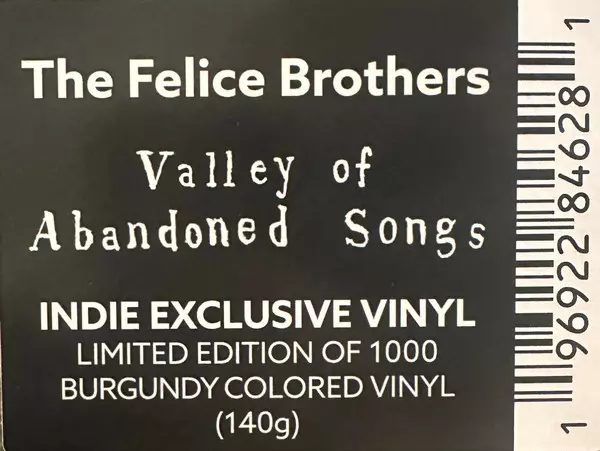 The Felice Brothers
Valley of
Abandoned Songs
INDIE EXCLUSIVE VINYL
LIMITED EDITION OF 1000
BURGUNDY COLORED VINYL
(140g)
1 96922 84628 1